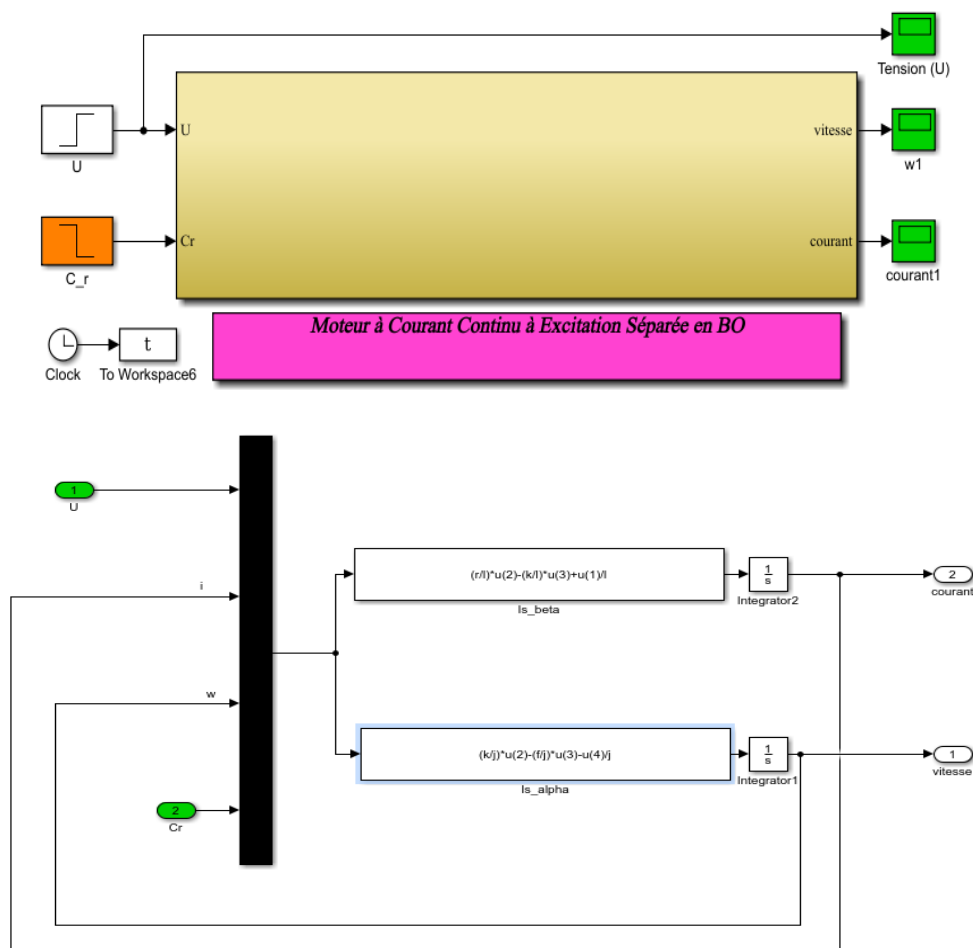 Tension (U)
U
U
vitesse
w1
Cr
courant
C_r
courant1
Moteur à Courant Continu à Excitation Séparée en BO
t
Clock
To Workspace6
1
U
i
(r/l)*u(2)-(k/l)*u(3)+u(1)/l
1
s
2
Is_beta
Integrator2
courant
w
(k/j)*u(2)-(f/j)*u(3)-u(4)/j
1
s
1
Is_alpha
Integrator1
vitesse
2
Cr